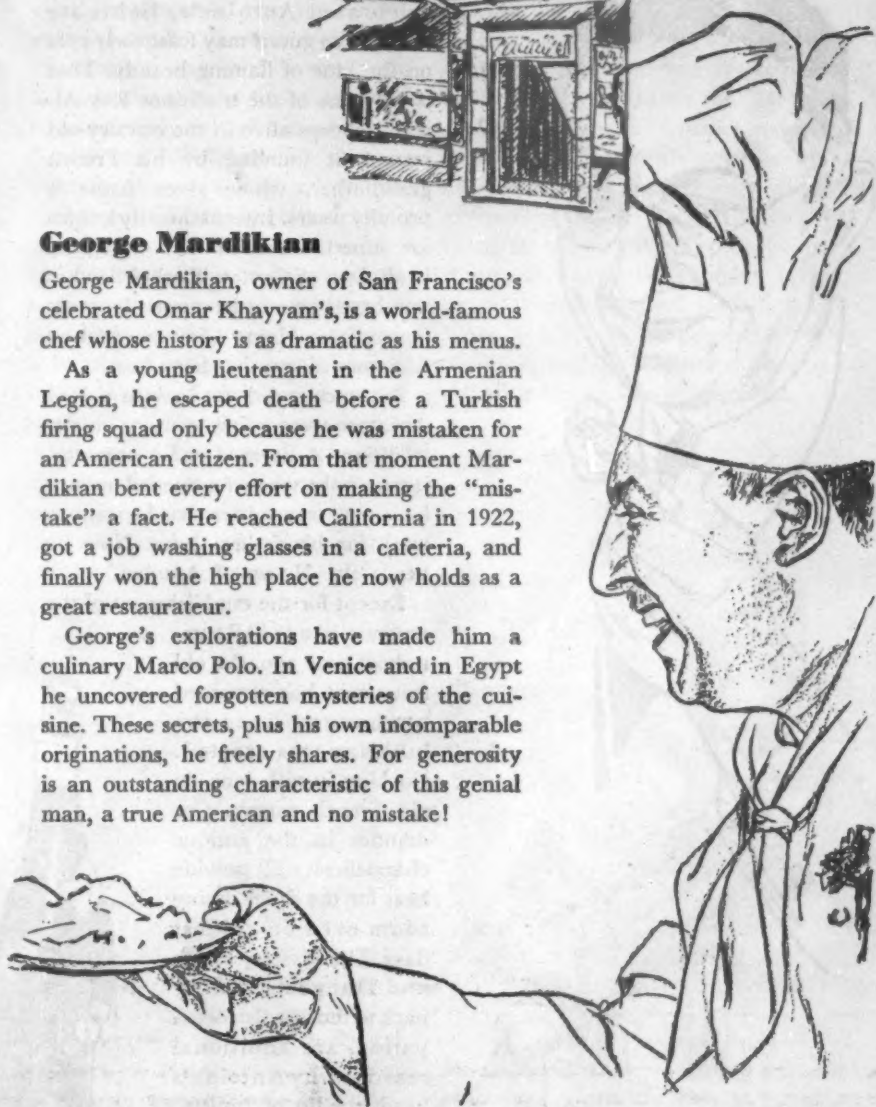 George Mardikian
George Mardikian, owner of San Francisco's
celebrated Omar Khayyam's, is a world-famous
chef whose history is as dramatic as his menus.
As a young lieutenant in the Armenian
Legion, he escaped death before a Turkish
firing squad only because he was mistaken for
an American citizen. From that moment Mar-
dikian bent every effort on making the “mis-
take” a fact. He reached California in 1922,
got a job washing glasses in a cafeteria, and
finally won the high place he now holds as a
great restaurateur.
George's explorations have made him a
culinary Marco Polo. In Venice and in Egypt
he uncovered forgotten mysteries of the cui-
sine. These secrets, plus his own incomparable
originations, he freely shares. For generosity
is an outstanding characteristic of this genial
man, a true American and no mistake!